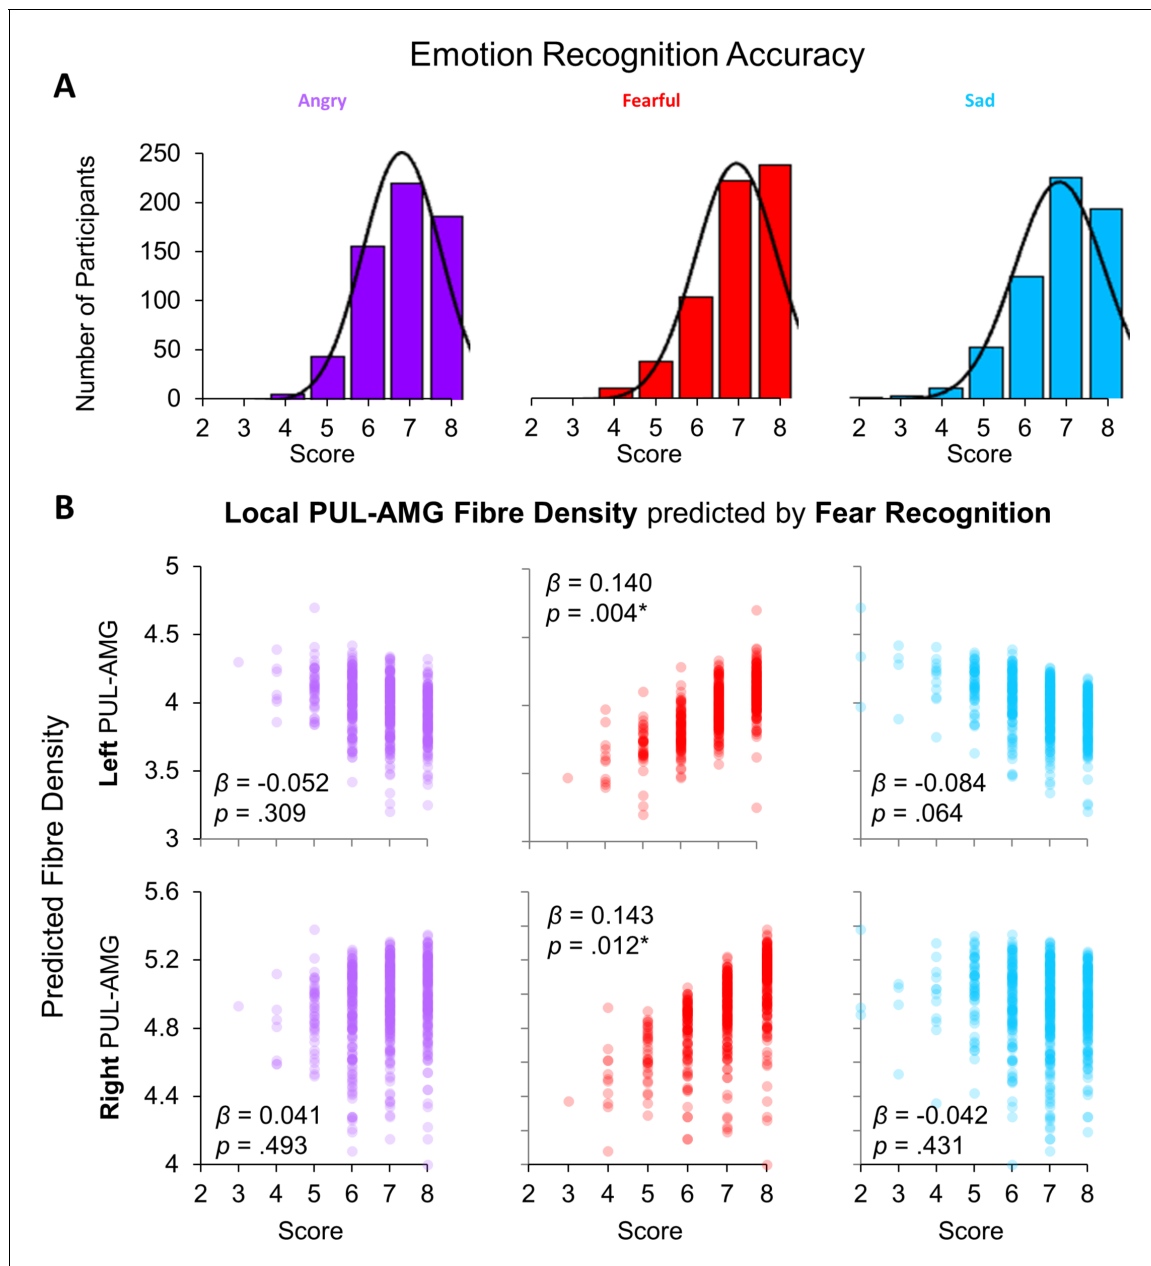 Emotion Recognition Accuracy
A
Angry
Fearful
Sad
Number of Participants
250
200
150
100
50
0
2 3 4 5 6 7 8
2 3 4 5 6 7 8
2 3 4 5 6 7 8
Score
Score
Score
B
Local PUL-AMG Fibre Density predicted by Fear Recognition
Predicted Fibre Density
Left PUL-AMG
5
4.5
4
3.5
3
β = -0.052
p = .309
β = 0.140
p = .004*
β = -0.084
p = .064
Right PUL-AMG
5.6
5.2
4.8
4.4
4
β = 0.041
p = .493
β = 0.143
p = .012*
β = -0.042
p = .431
2 3 4 5 6 7 8
2 3 4 5 6 7 8
2 3 4 5 6 7 8
Score
Score
Score